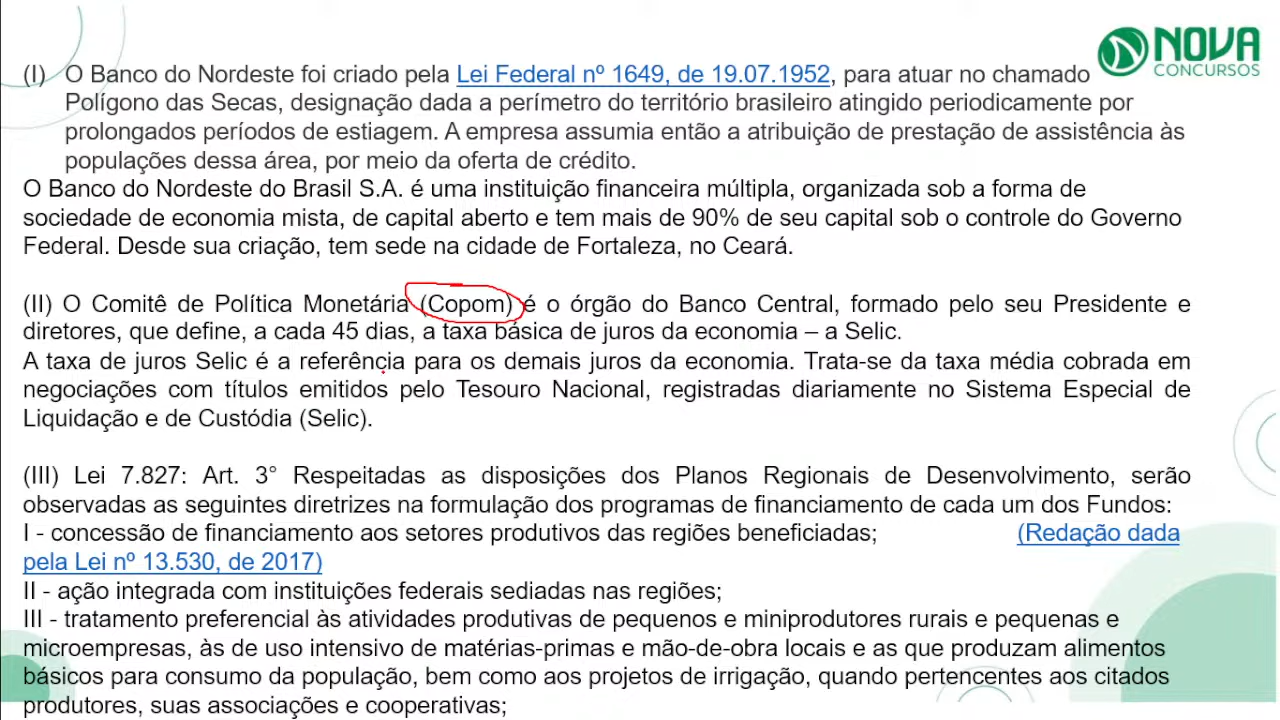 NOVA
CONCURSOS
(I) O Banco do Nordeste foi criado pela Lei Federal nº 1649, de 19.07.1952, para atuar no chamado
Polígono das Secas, designação dada a perímetro do território brasileiro atingido periodicamente por
prolongados períodos de estiagem. A empresa assumia então a atribuição de prestação de assistência às
populações dessa área, por meio da oferta de crédito.
O Banco do Nordeste do Brasil S.A. é uma instituição financeira múltipla, organizada sob a forma de
sociedade de economia mista, de capital aberto e tem mais de 90% de seu capital sob o controle do Governo
Federal. Desde sua criação, tem sede na cidade de Fortaleza, no Ceará.
(II) O Comitê de Política Monetária (Copom) é o órgão do Banco Central, formado pelo seu Presidente e
diretores, que define, a cada 45 dias, a taxa básica de juros da economia – a Selic.
A taxa de juros Selic é a referência para os demais juros da economia. Trata-se da taxa média cobrada em
negociações com títulos emitidos pelo Tesouro Nacional, registradas diariamente no Sistema Especial de
Liquidação e de Custódia (Selic).
(III) Lei 7.827: Art. 3° Respeitadas as disposições dos Planos Regionais de Desenvolvimento, serão
observadas as seguintes diretrizes na formulação dos programas de financiamento de cada um dos Fundos:
I - concessão de financiamento aos setores produtivos das regiões beneficiadas; (Redação dada
pela Lei nº 13.530, de 2017)
II - ação integrada com instituições federais sediadas nas regiões;
III - tratamento preferencial às atividades produtivas de pequenos e miniprodutores rurais e pequenas e
microempresas, às de uso intensivo de matérias-primas e mão-de-obra locais e as que produzam alimentos
básicos para consumo da população, bem como aos projetos de irrigação, quando pertencentes aos citados
produtores, suas associações e cooperativas;